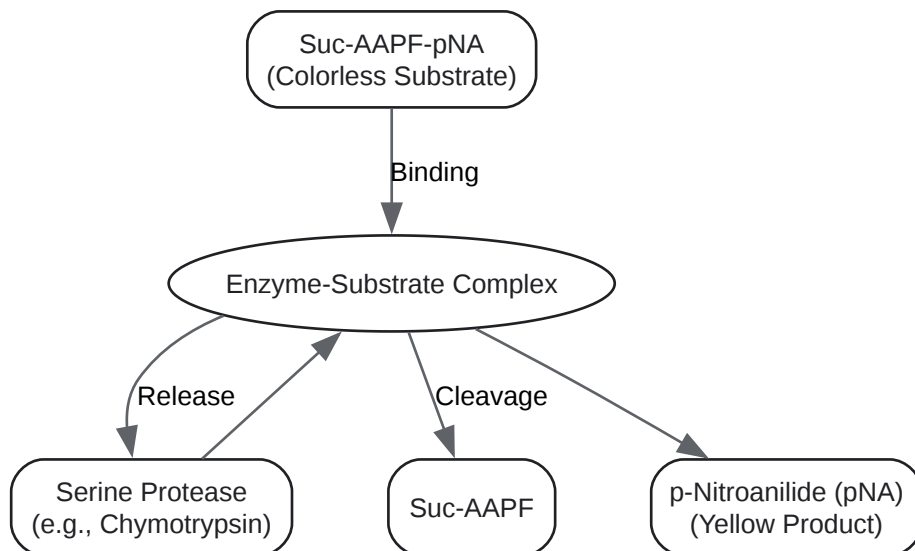 Suc-AAPF-pNA
(Colorless Substrate)
Binding
Enzyme-Substrate Complex
Release
Cleavage
Serine Protease
(e.g., Chymotrypsin)
Suc-AAPF
p-Nitroanilide (pNA)
(Yellow Product)